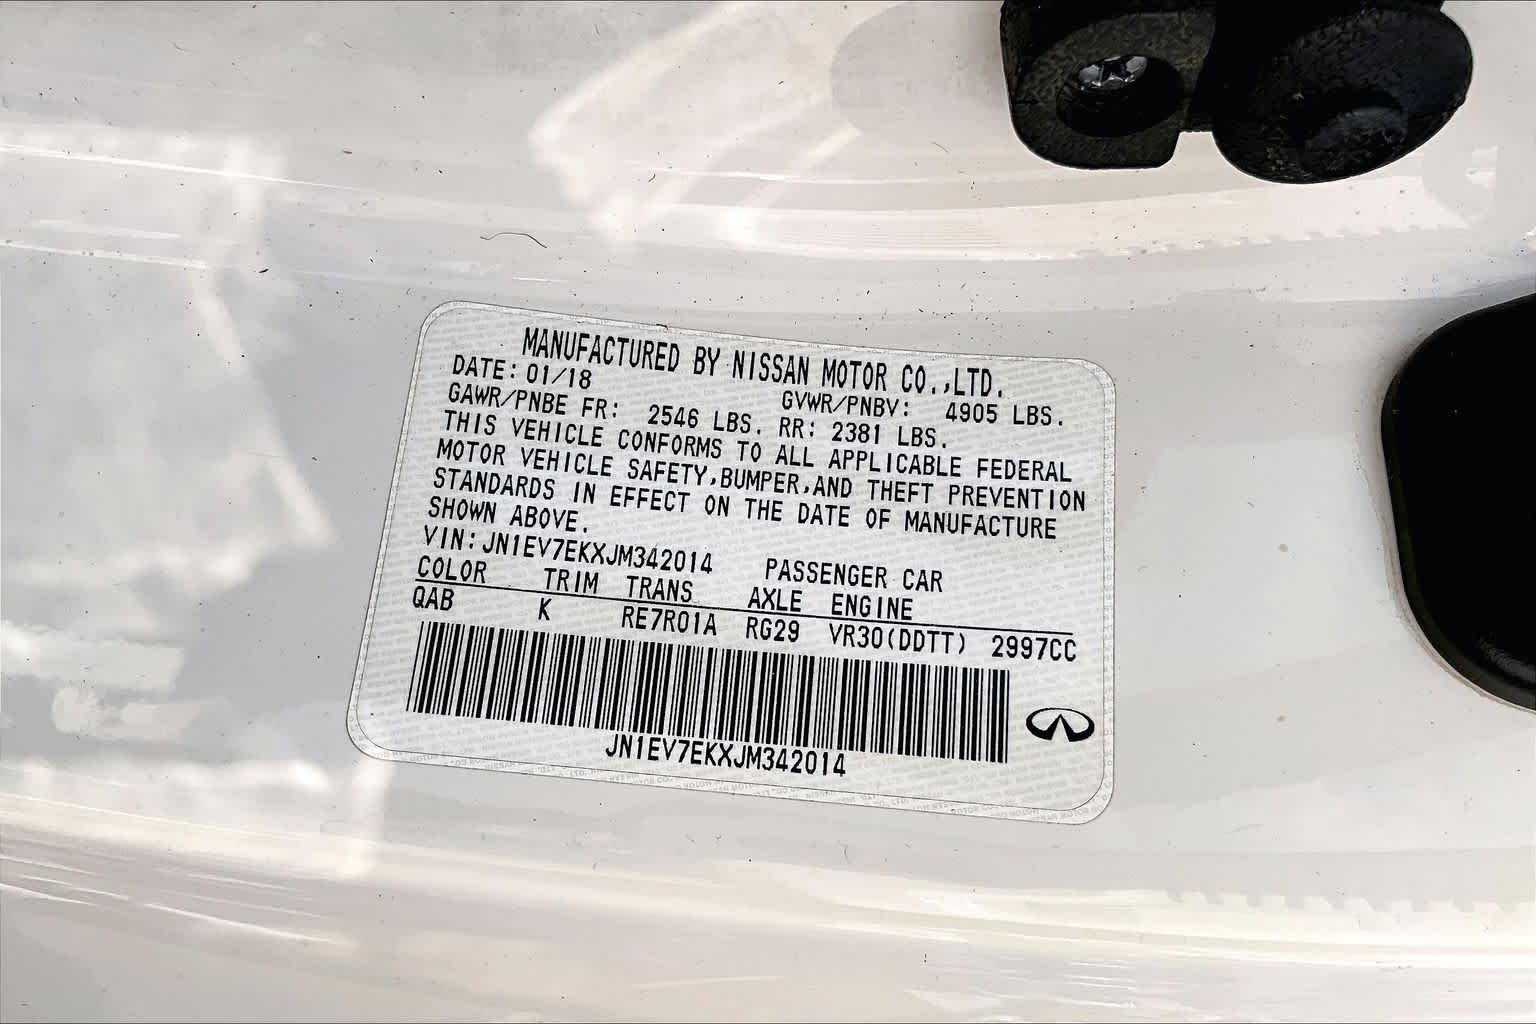 MANUFACTURED BY NISSAN MOTOR CO.,LTD.
DATE: 01/18 GVWR/PNBV: 4905 LBS.
GAWR/PNBE FR: 2546 LBS. RR: 2381 LBS.
THIS VEHICLE CONFORMS TO ALL APPLICABLE FEDERAL
MOTOR VEHICLE SAFETY,BUMPER,AND THEFT PREVENTION
STANDARDS IN EFFECT ON THE DATE OF MANUFACTURE
SHOWN ABOVE.
VIN: JN1EV7EKXJM342014 PASSENGER CAR
COLOR TRIM TRANS AXLE ENGINE
QAB K RE7R01A RG29 VR30(DDTT) 2997CC
JN1EV7EKXJM342014